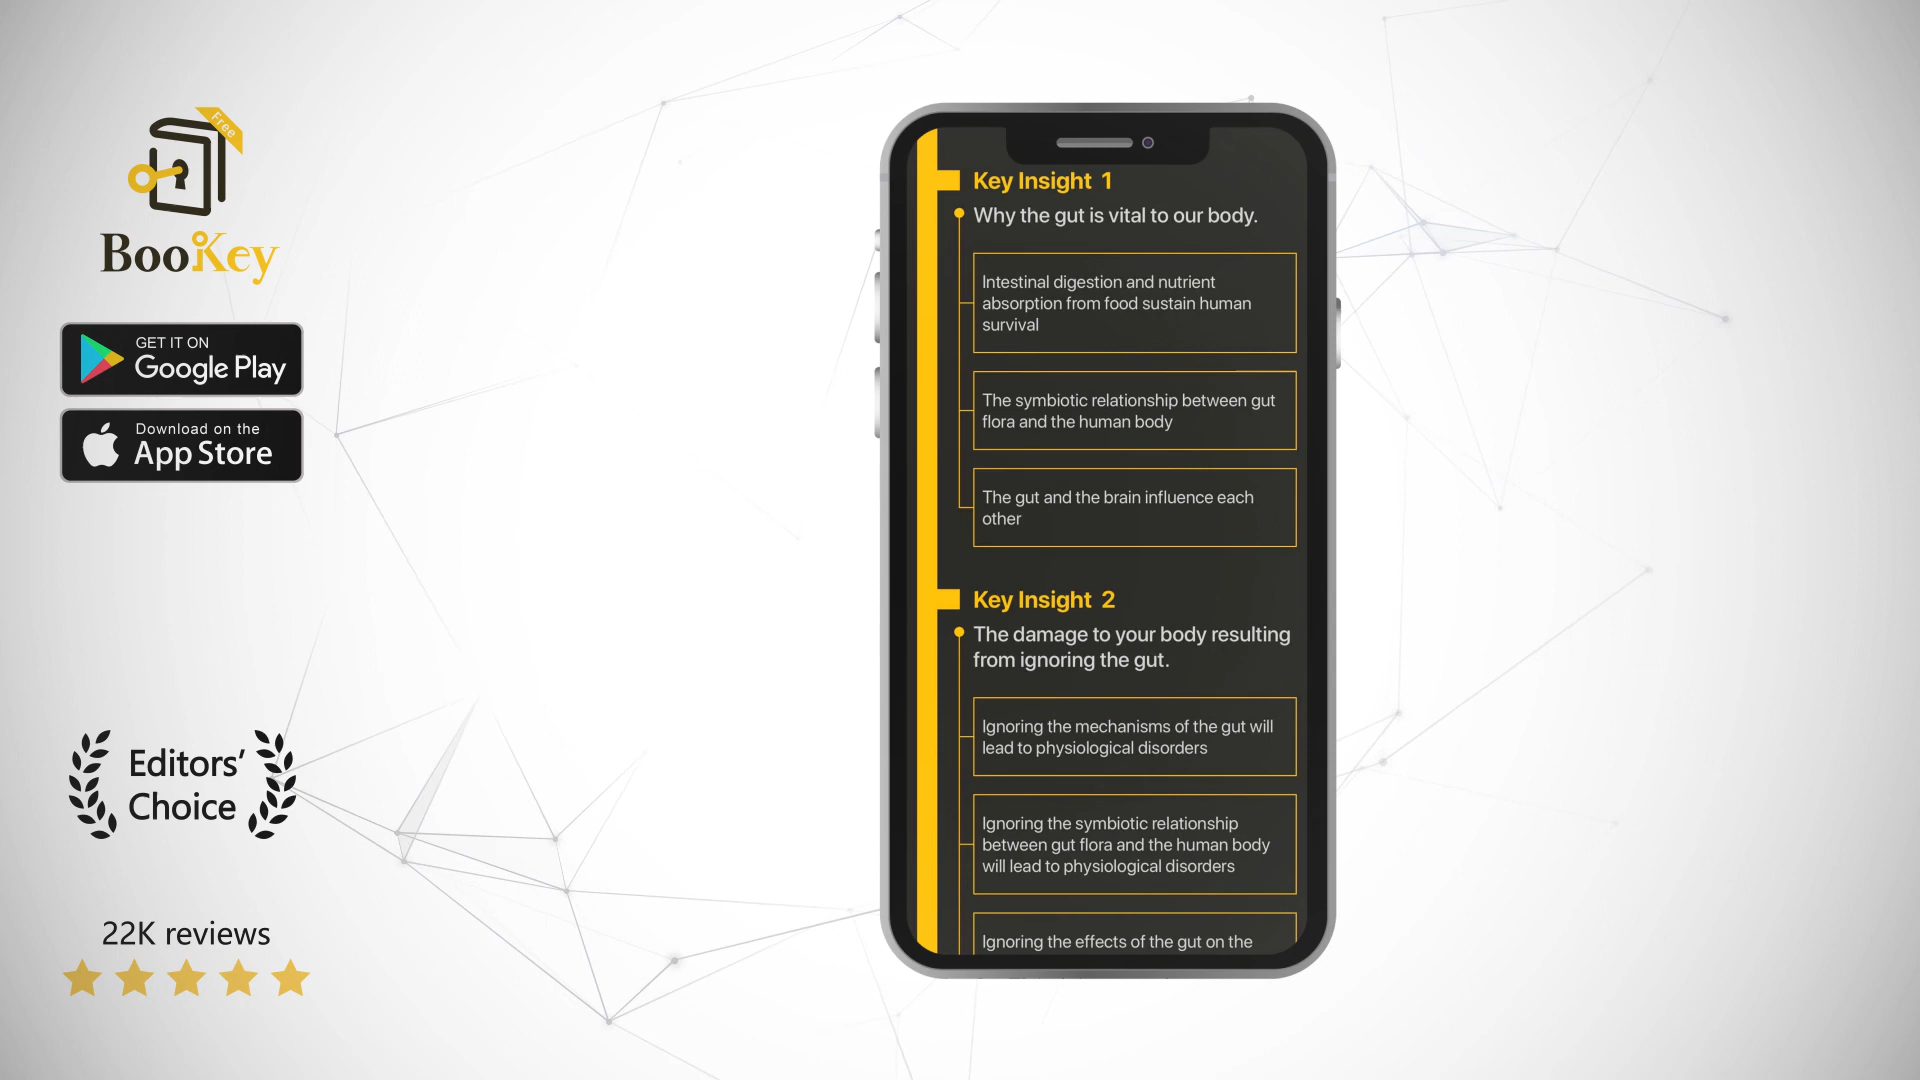 Free
BooKey
GET IT ON
Google Play
Download on the
App Store
Editors'
Choice
22K reviews
Key Insight 1
Why the gut is vital to our body.
Intestinal digestion and nutrient
absorption from food sustain human
survival
The symbiotic relationship between gut
flora and the human body
The gut and the brain influence each
other
Key Insight 2
The damage to your body resulting
from ignoring the gut.
Ignoring the mechanisms of the gut will
lead to physiological disorders
Ignoring the symbiotic relationship
between gut flora and the human body
will lead to physiological disorders
Ignoring the effects of the gut on the